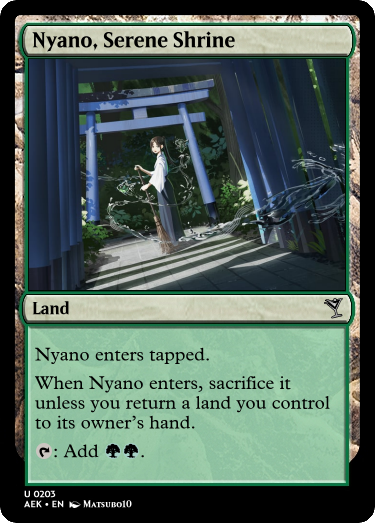 Nyano, Serene Shrine
Land
Nyano enters tapped.
When Nyano enters, sacrifice it
unless you return a land you control
to its owner's hand.
: Add .
U 0203
AEK • EN Matsubo10